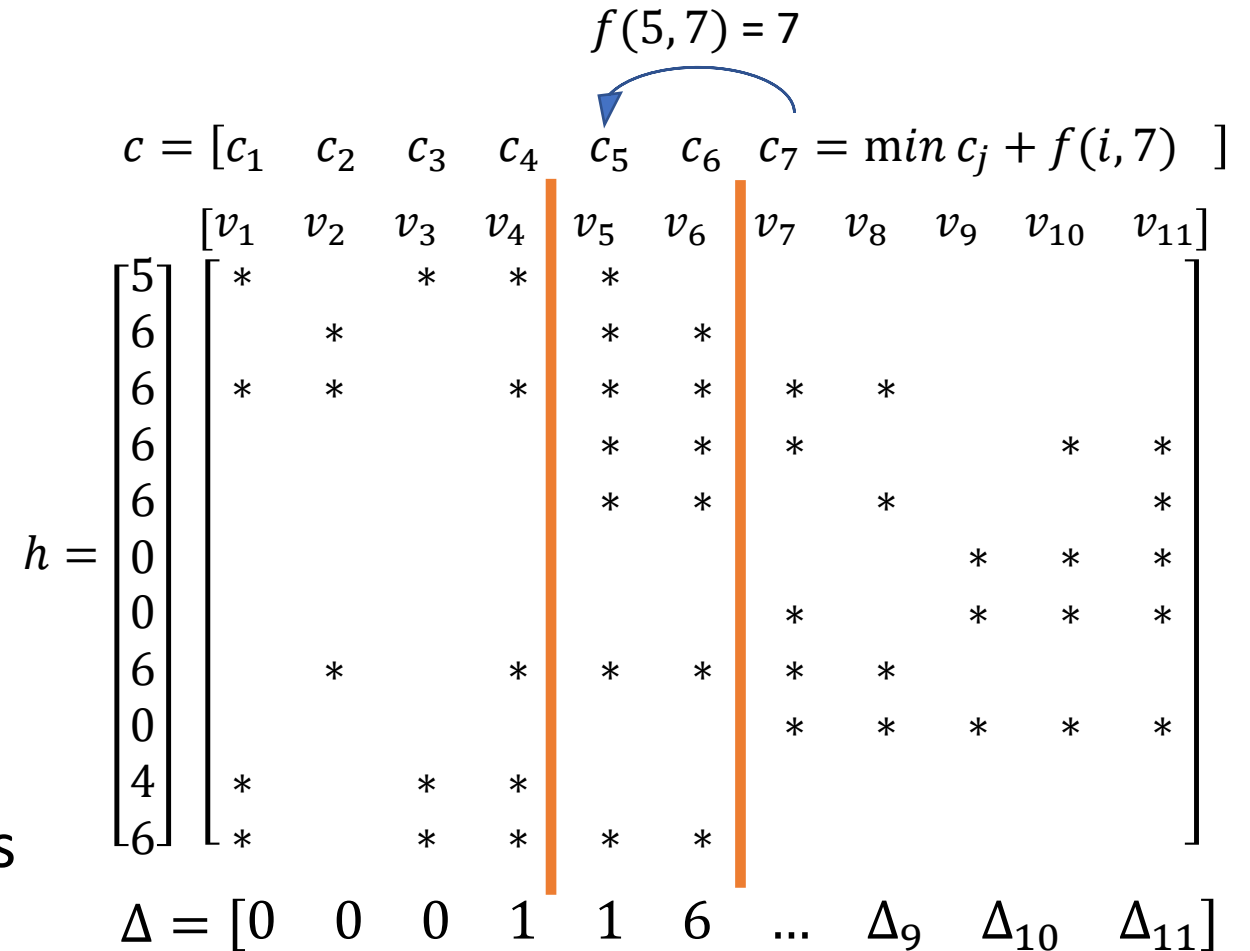 f(5, 7) = 7
c = [c₁ c₂ c₃ c₄ c₅ c₆ c₇ = min cⱼ + f(i, 7) ]
[v₁ v₂ v₃ v₄ v₅ v₆ v₇ v₈ v₉ v₁₀ v₁₁]
5 * * * *
6 * * *
6 * * * * * * *
6 * * * * *
6 * * * *
h = 0 * * *
0 * * * *
6 * * * * * *
0 * * * * *
4 * * *
s 6 * * * * *
Δ = [0 0 0 1 1 6 ... Δ₉ Δ₁₀ Δ₁₁]